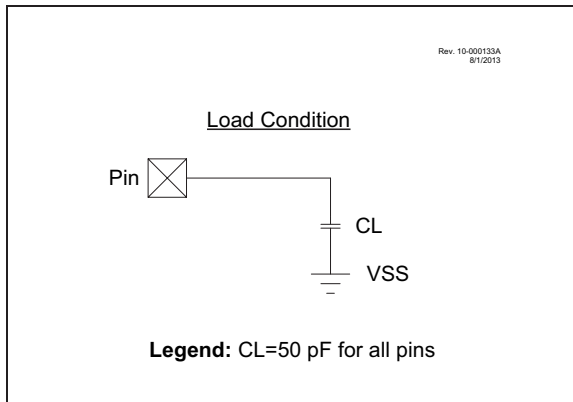 Rev. 10-000133A
8/1/2013
Load Condition
Pin
CL
VSS
Legend: CL=50 pF for all pins